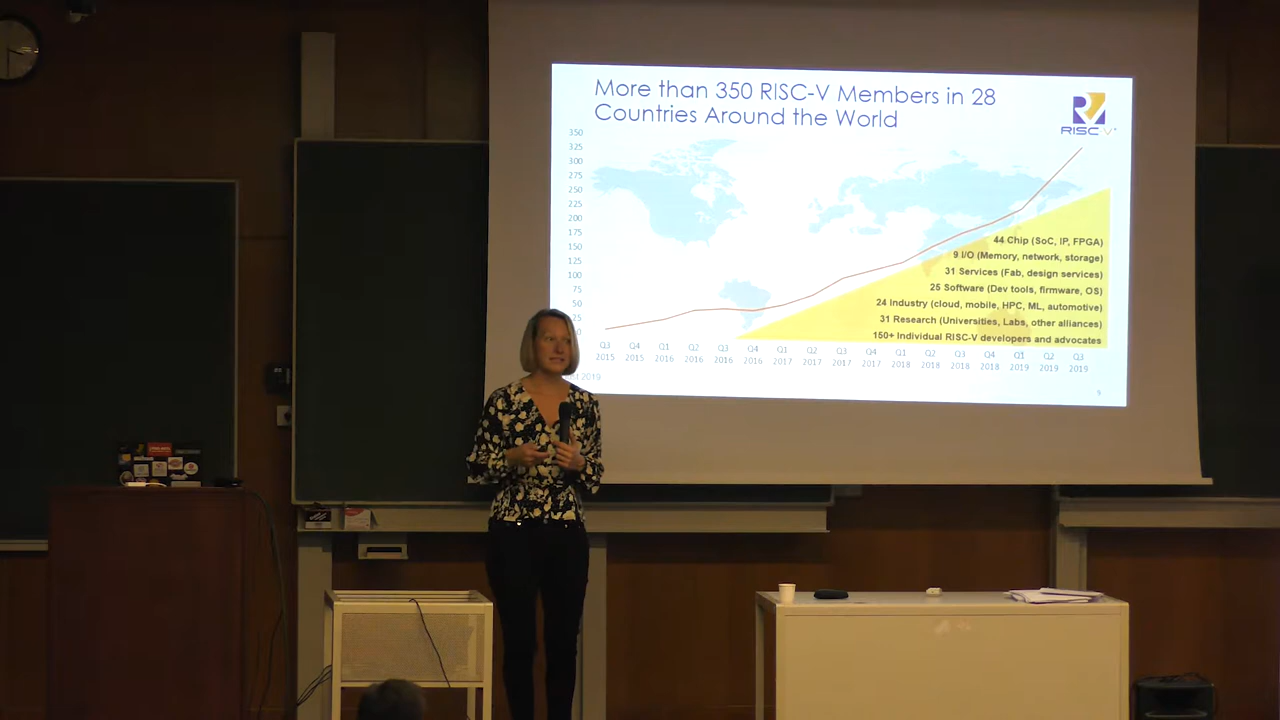 More than 350 RISC-V Members in 28
Countries Around the World
RISC V
350
325
300
275
250
225
200
175
150
125
100
75
50
25
0
44 Chip (SoC, IP, FPGA)
9 I/O (Memory, network, storage)
31 Services (Fab, design services)
25 Software (Dev tools, firmware, OS)
24 Industry (cloud, mobile, HPC, ML, automotive)
31 Research (Universities, Labs, other alliances)
150+ Individual RISC-V developers and advocates
Q3 Q4 Q1 Q2 Q3 Q4 Q1 Q2 Q3 Q4 Q1 Q2 Q3 Q4 Q1 Q2 Q3
2015 2015 2016 2016 2016 2016 2017 2017 2017 2017 2018 2018 2018 2018 2019 2019 2019
2019
9